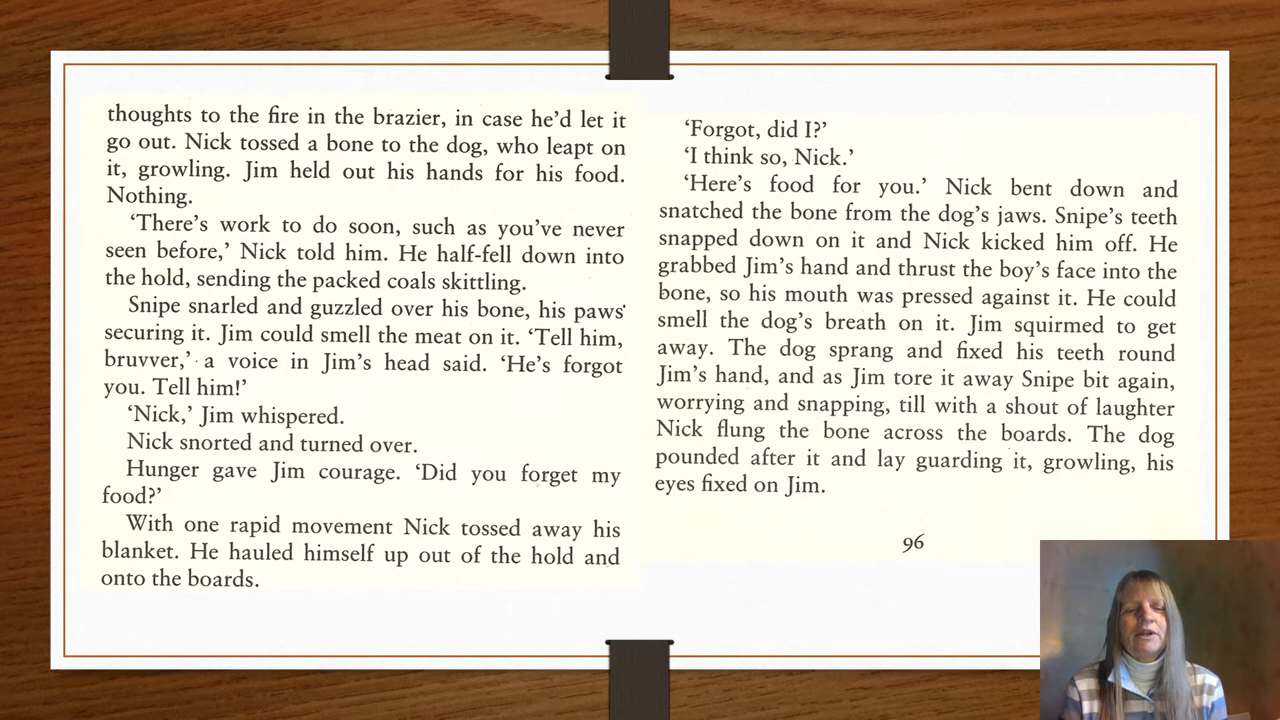 thoughts to the fire in the brazier, in case he’d let it
go out. Nick tossed a bone to the dog, who leapt on
it, growling. Jim held out his hands for his food.
Nothing.
‘There’s work to do soon, such as you’ve never
seen before,’ Nick told him. He half-fell down into
the hold, sending the packed coals skittling.
Snipe snarled and guzzled over his bone, his paws
securing it. Jim could smell the meat on it. ‘Tell him,
bruvver,’ a voice in Jim’s head said. ‘He’s forgot
you. Tell him!’
‘Nick,’ Jim whispered.
Nick snorted and turned over.
Hunger gave Jim courage. ‘Did you forget my
food?’
With one rapid movement Nick tossed away his
blanket. He hauled himself up out of the hold and
onto the boards.
‘Forgot, did I?’
‘I think so, Nick.’
‘Here’s food for you.’ Nick bent down and
snatched the bone from the dog’s jaws. Snipe’s teeth
snapped down on it and Nick kicked him off. He
grabbed Jim’s hand and thrust the boy’s face into the
bone, so his mouth was pressed against it. He could
smell the dog’s breath on it. Jim squirmed to get
away. The dog sprang and fixed his teeth round
Jim’s hand, and as Jim tore it away Snipe bit again,
worrying and snapping, till with a shout of laughter
Nick flung the bone across the boards. The dog
pounded after it and lay guarding it, growling, his
eyes fixed on Jim.
96